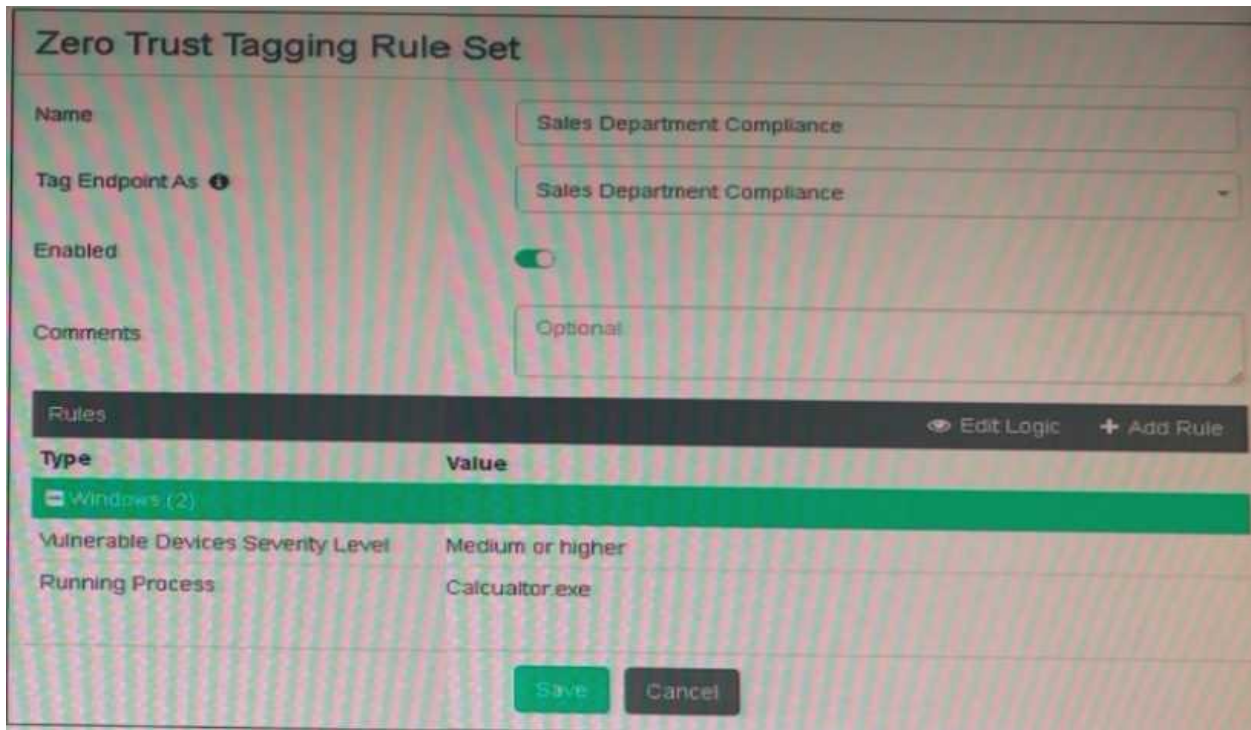 Zero Trust Tagging Rule Set
Name
Sales Department Compliance
Tag Endpoint As
Sales Department Compliance
Enabled
Comments
Optional
Rules
Edit Logic
Add Rule
Type
Value
Windows (2)
Vulnerable Devices Severity Level
Medium or higher
Running Process
Calcualtor.exe
Save
Cancel